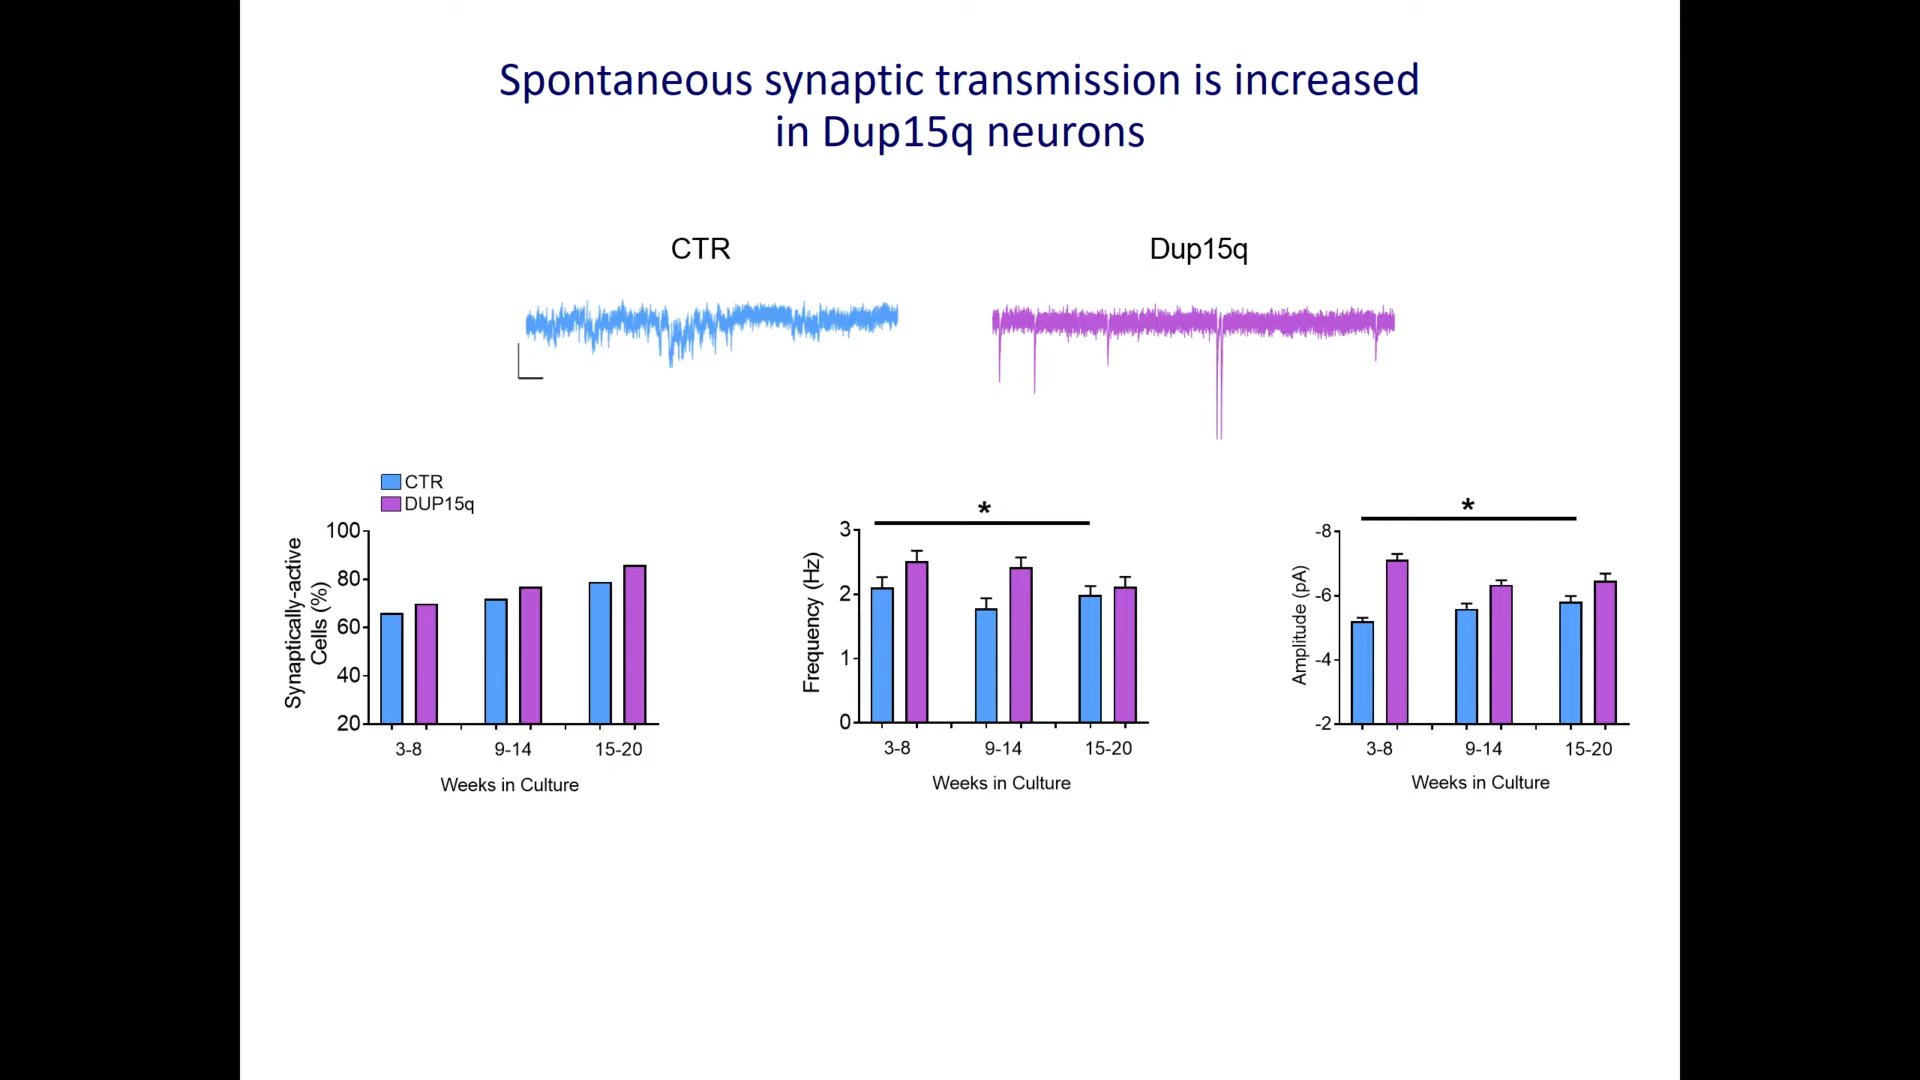 Spontaneous synaptic transmission is increased
in Dup15q neurons
CTR
Dup15q
CTR
DUP15q
Synaptically-active
Cells (%)
100
80
60
40
20
3-8
9-14
15-20
Weeks in Culture
*
Frequency (Hz)
3
2
1
0
3-8
9-14
15-20
Weeks in Culture
*
Amplitude (pA)
-8
-6
-4
-2
3-8
9-14
15-20
Weeks in Culture